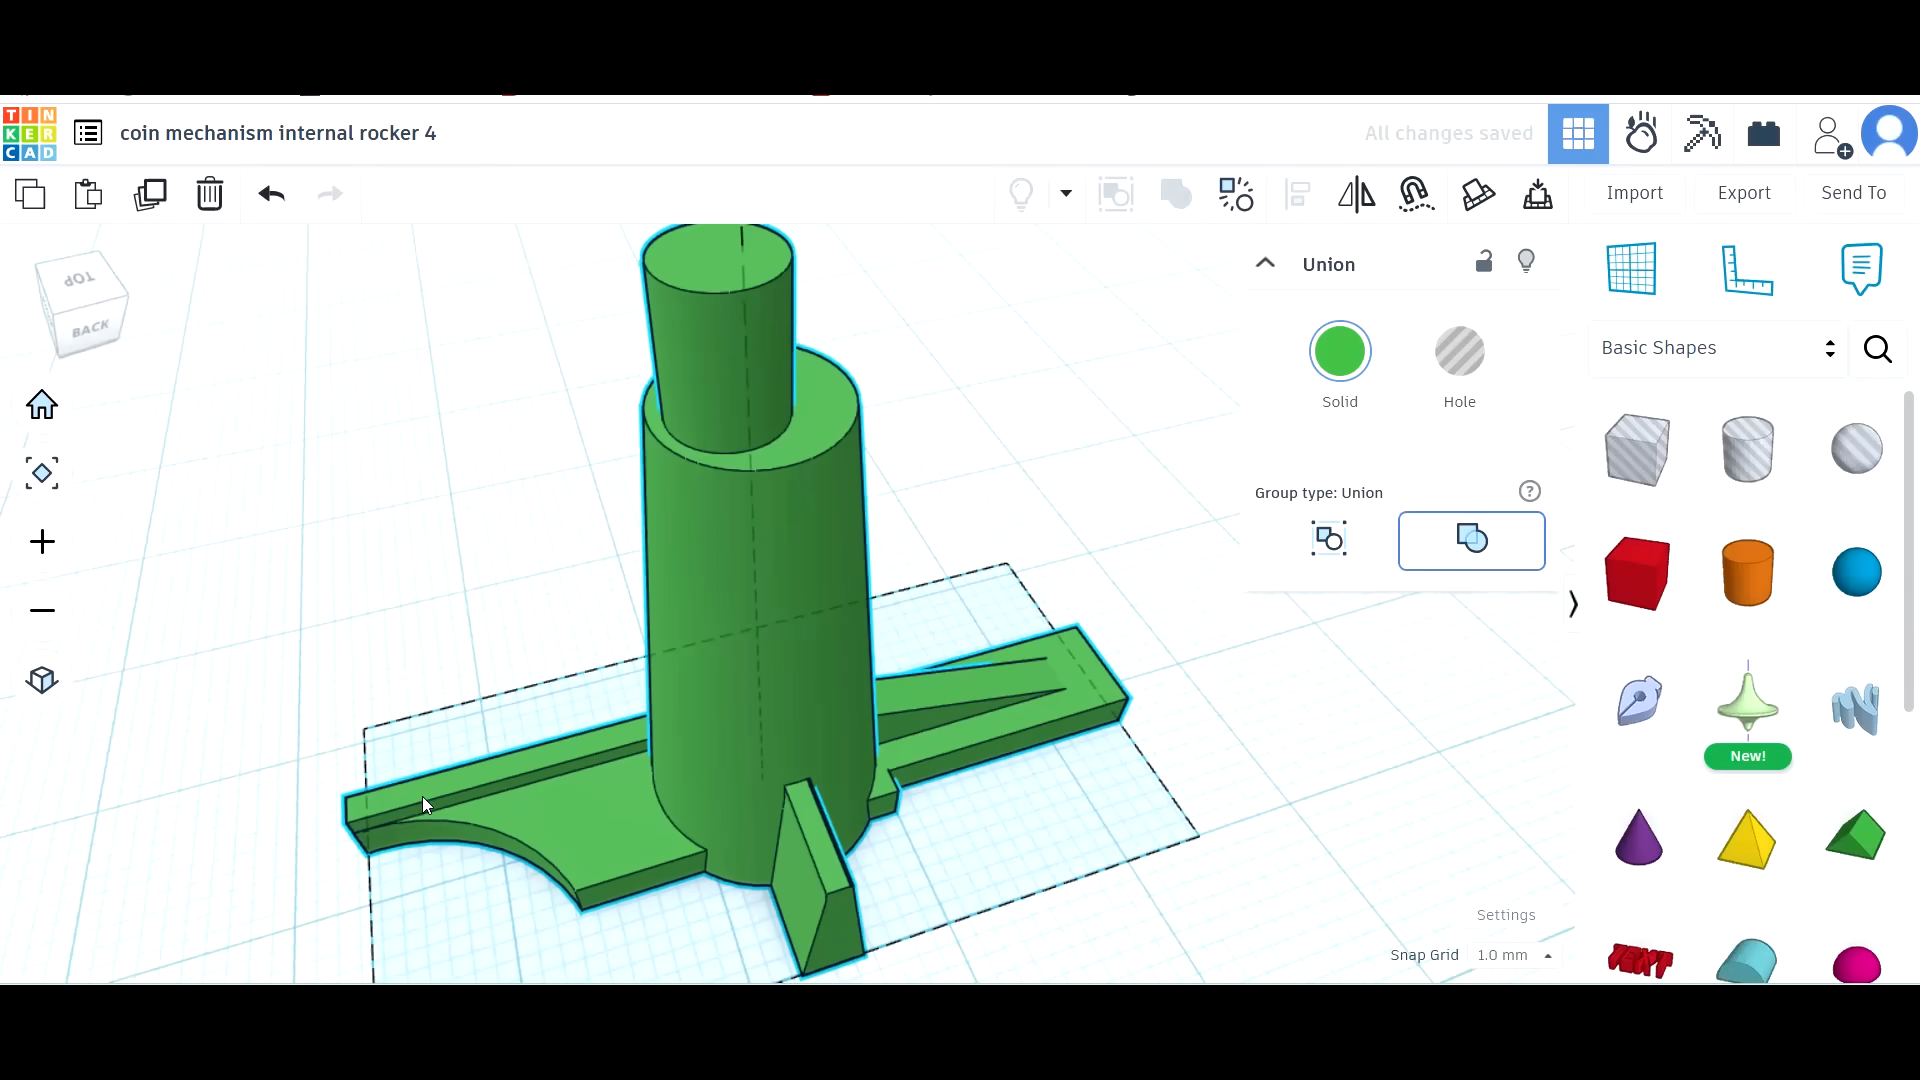 TIN
KER
CAD
coin mechanism internal rocker 4
All changes saved
Import
Export
Send To
TOP
BACK
Union
Solid
Hole
Group type: Union
?
Basic Shapes
New!
TEXT
Settings
Snap Grid 1.0 mm